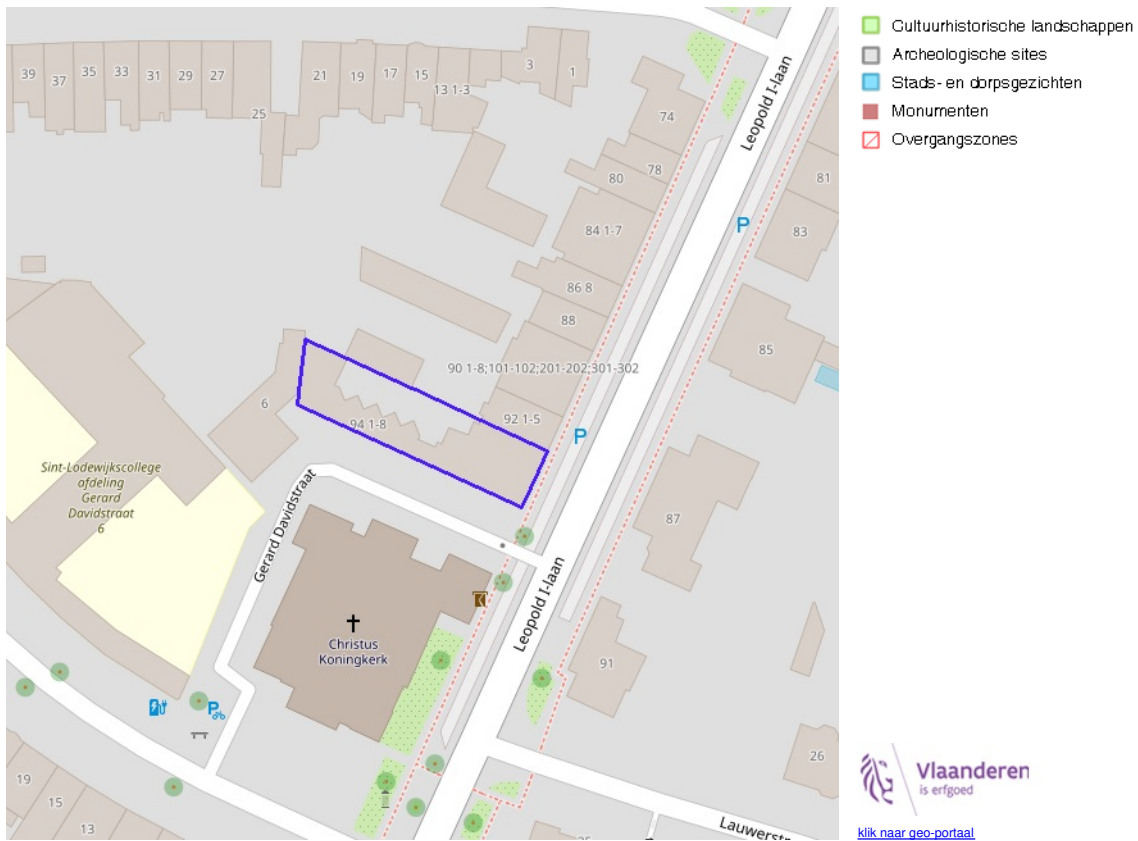 39
37
35
33
31
29
27
25
21
19
17
15
13 1-3
3
1
74
78
80
84 1-7
86 8
88
90 1-8;101-102;201-202;301-302
92 1-5
94 1-8
6
Leopold I-laan
81
83
85
87
91
26
P
P
Sint-Lodewijkscollege
afdeling
Gerard
Davidstraat
6
Gerard Davidstraat
Christus
Koningkerk
Leopold I-laan
P
19
15
13
Lauwerstr
Cultuurhistorische landschappen
Archeologische sites
Stads- en dorpsgezichten
Monumenten
Overgangszones
Vlaanderen
is erfgoed
klik naar geo-portaal